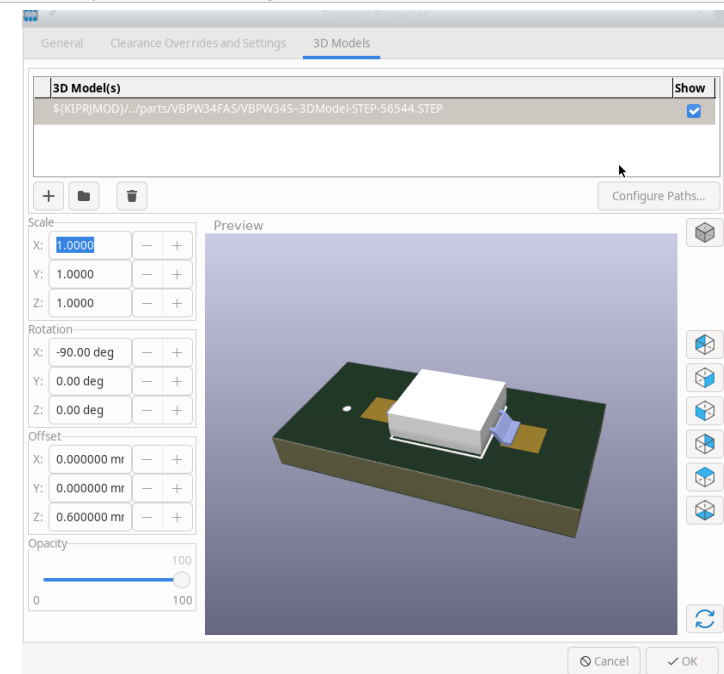 Footprint Properties
General Clearance Overrides and Settings 3D Models
3D Model(s) Show
${KIPRJMOD}/../parts/VBPW34FAS/VBPW34S--3DModel-STEP-56544.STEP
Configure Paths...
Scale
X: 1.0000
Y: 1.0000
Z: 1.0000
Rotation
X: -90.00 deg
Y: 0.00 deg
Z: 0.00 deg
Offset
X: 0.000000 mr
Y: 0.000000 mr
Z: 0.600000 mr
Opacity
100
0 100
Preview
Cancel OK